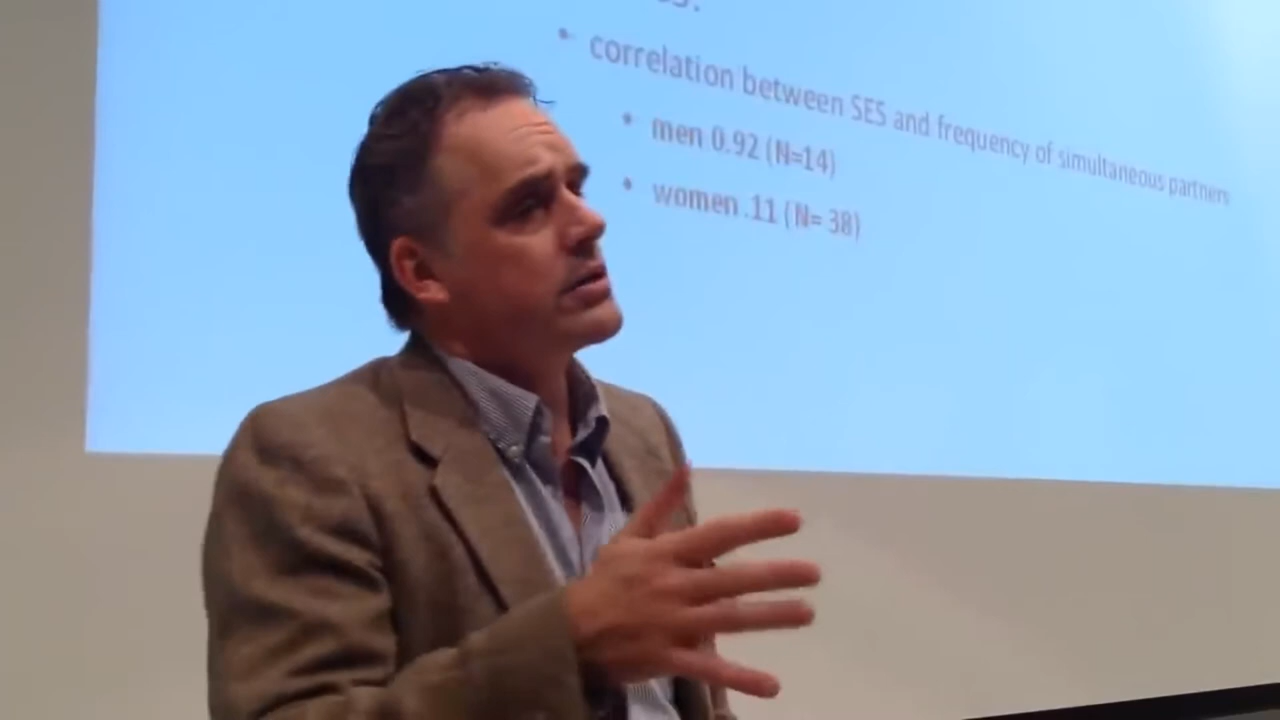 • correlation between SES and frequency of simultaneous partners
• men 0.92 (N=14)
• women .11 (N= 38)